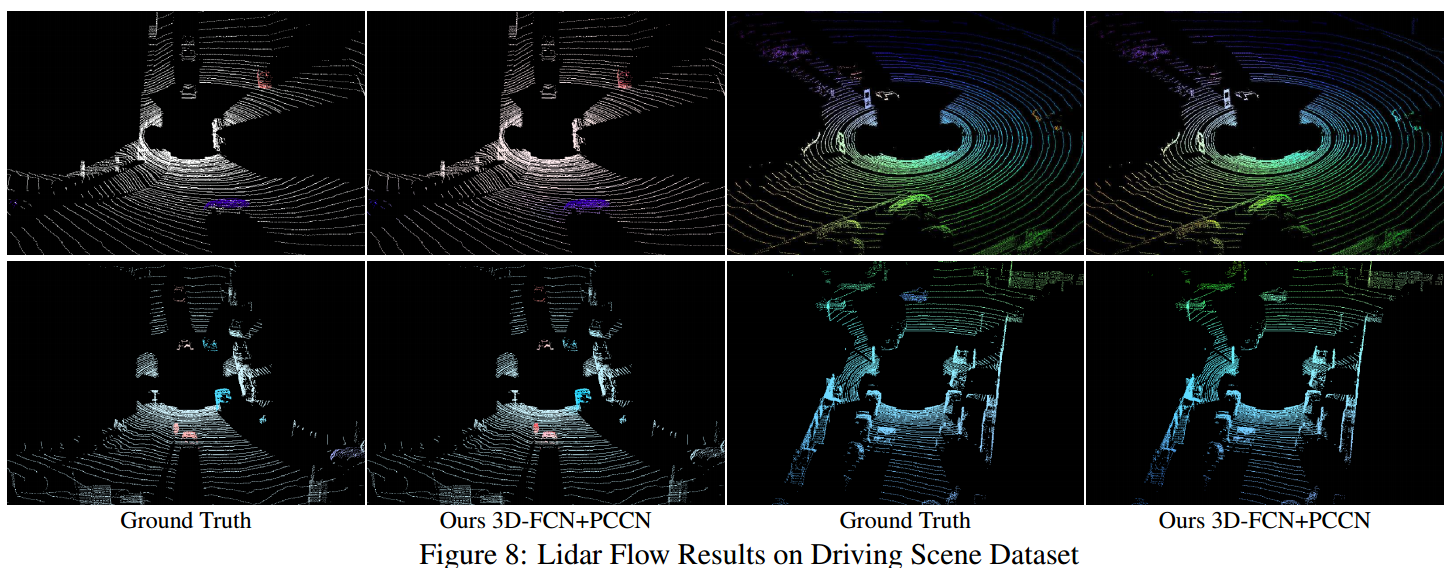 Ground Truth
Ours 3D-FCN+PCCN
Ground Truth
Ours 3D-FCN+PCCN
Figure 8: Lidar Flow Results on Driving Scene Dataset